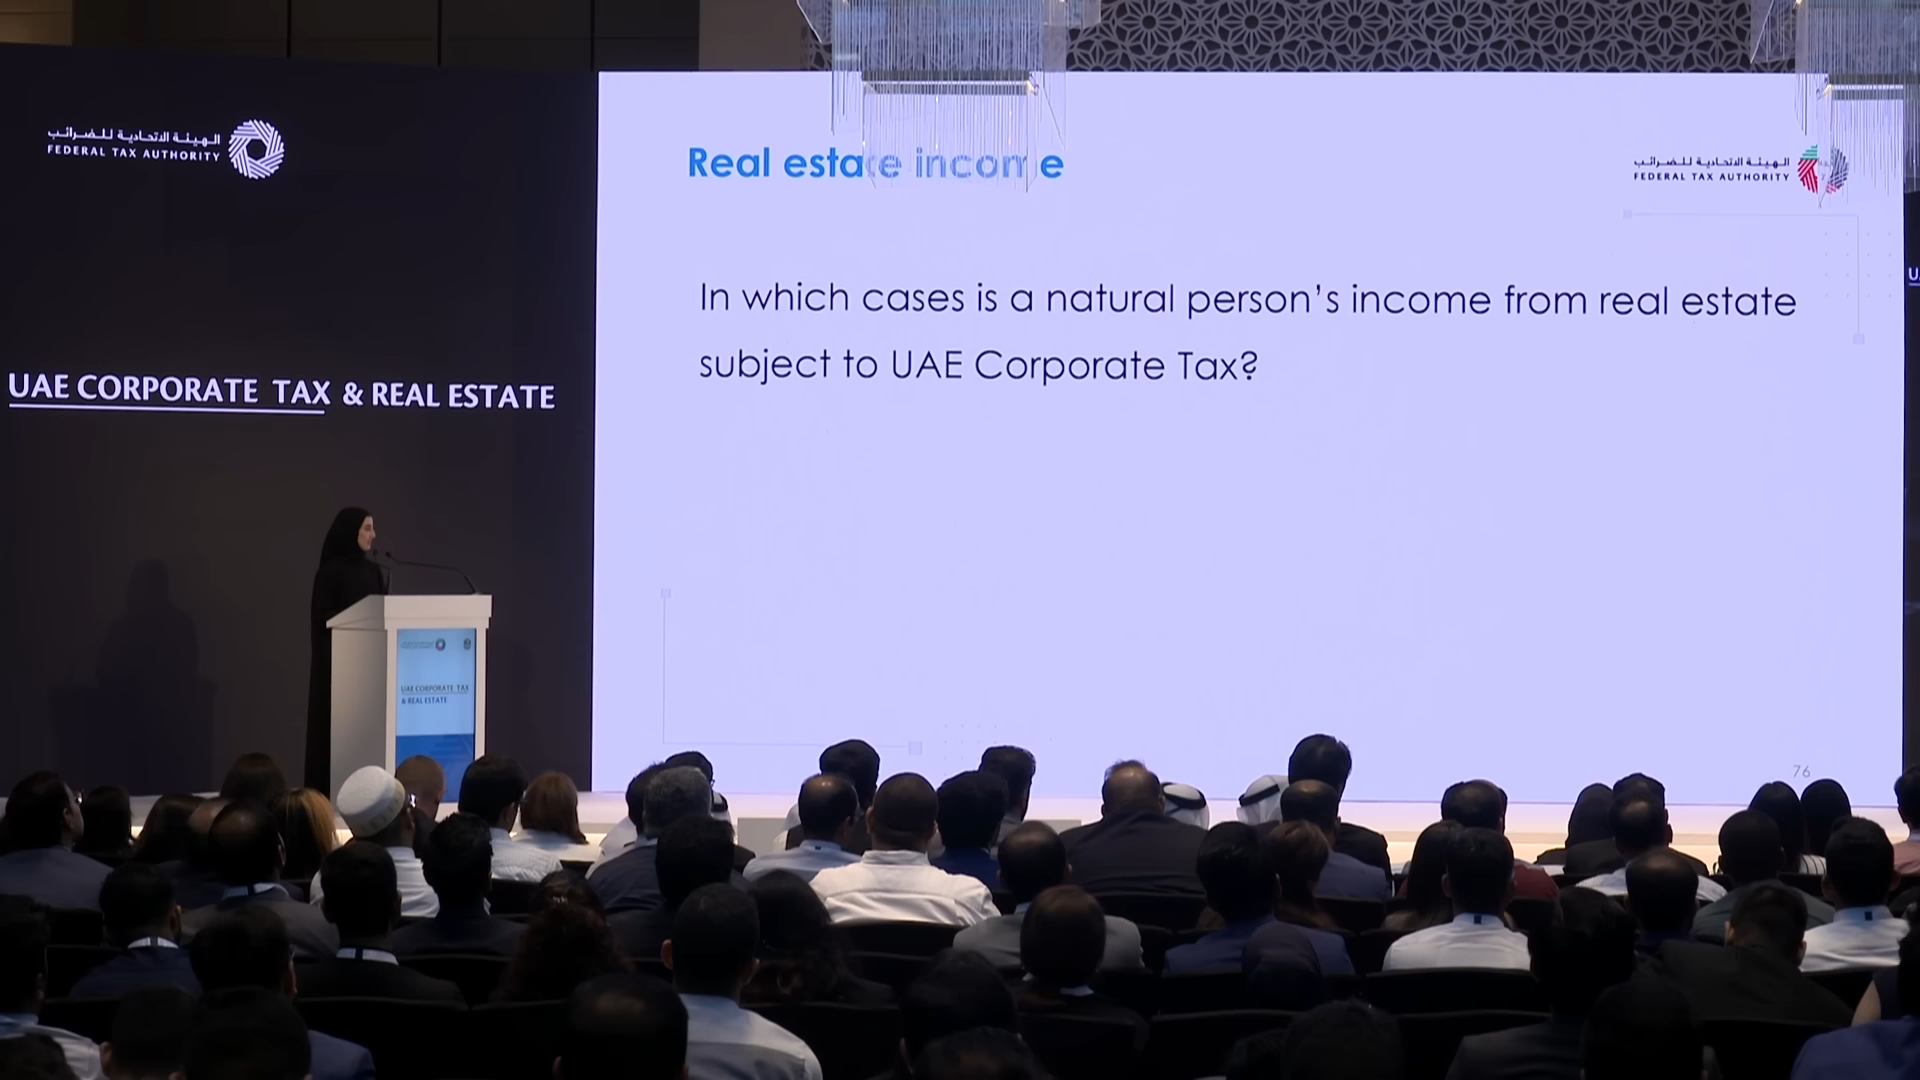 الهيئة الاتحادية للضرائب
FEDERAL TAX AUTHORITY
UAE CORPORATE TAX & REAL ESTATE
Real estate income
الهيئة الاتحادية للضرائب
FEDERAL TAX AUTHORITY
In which cases is a natural person’s income from real estate
subject to UAE Corporate Tax?
76
UAE CORPORATE TAX
& REAL ESTATE